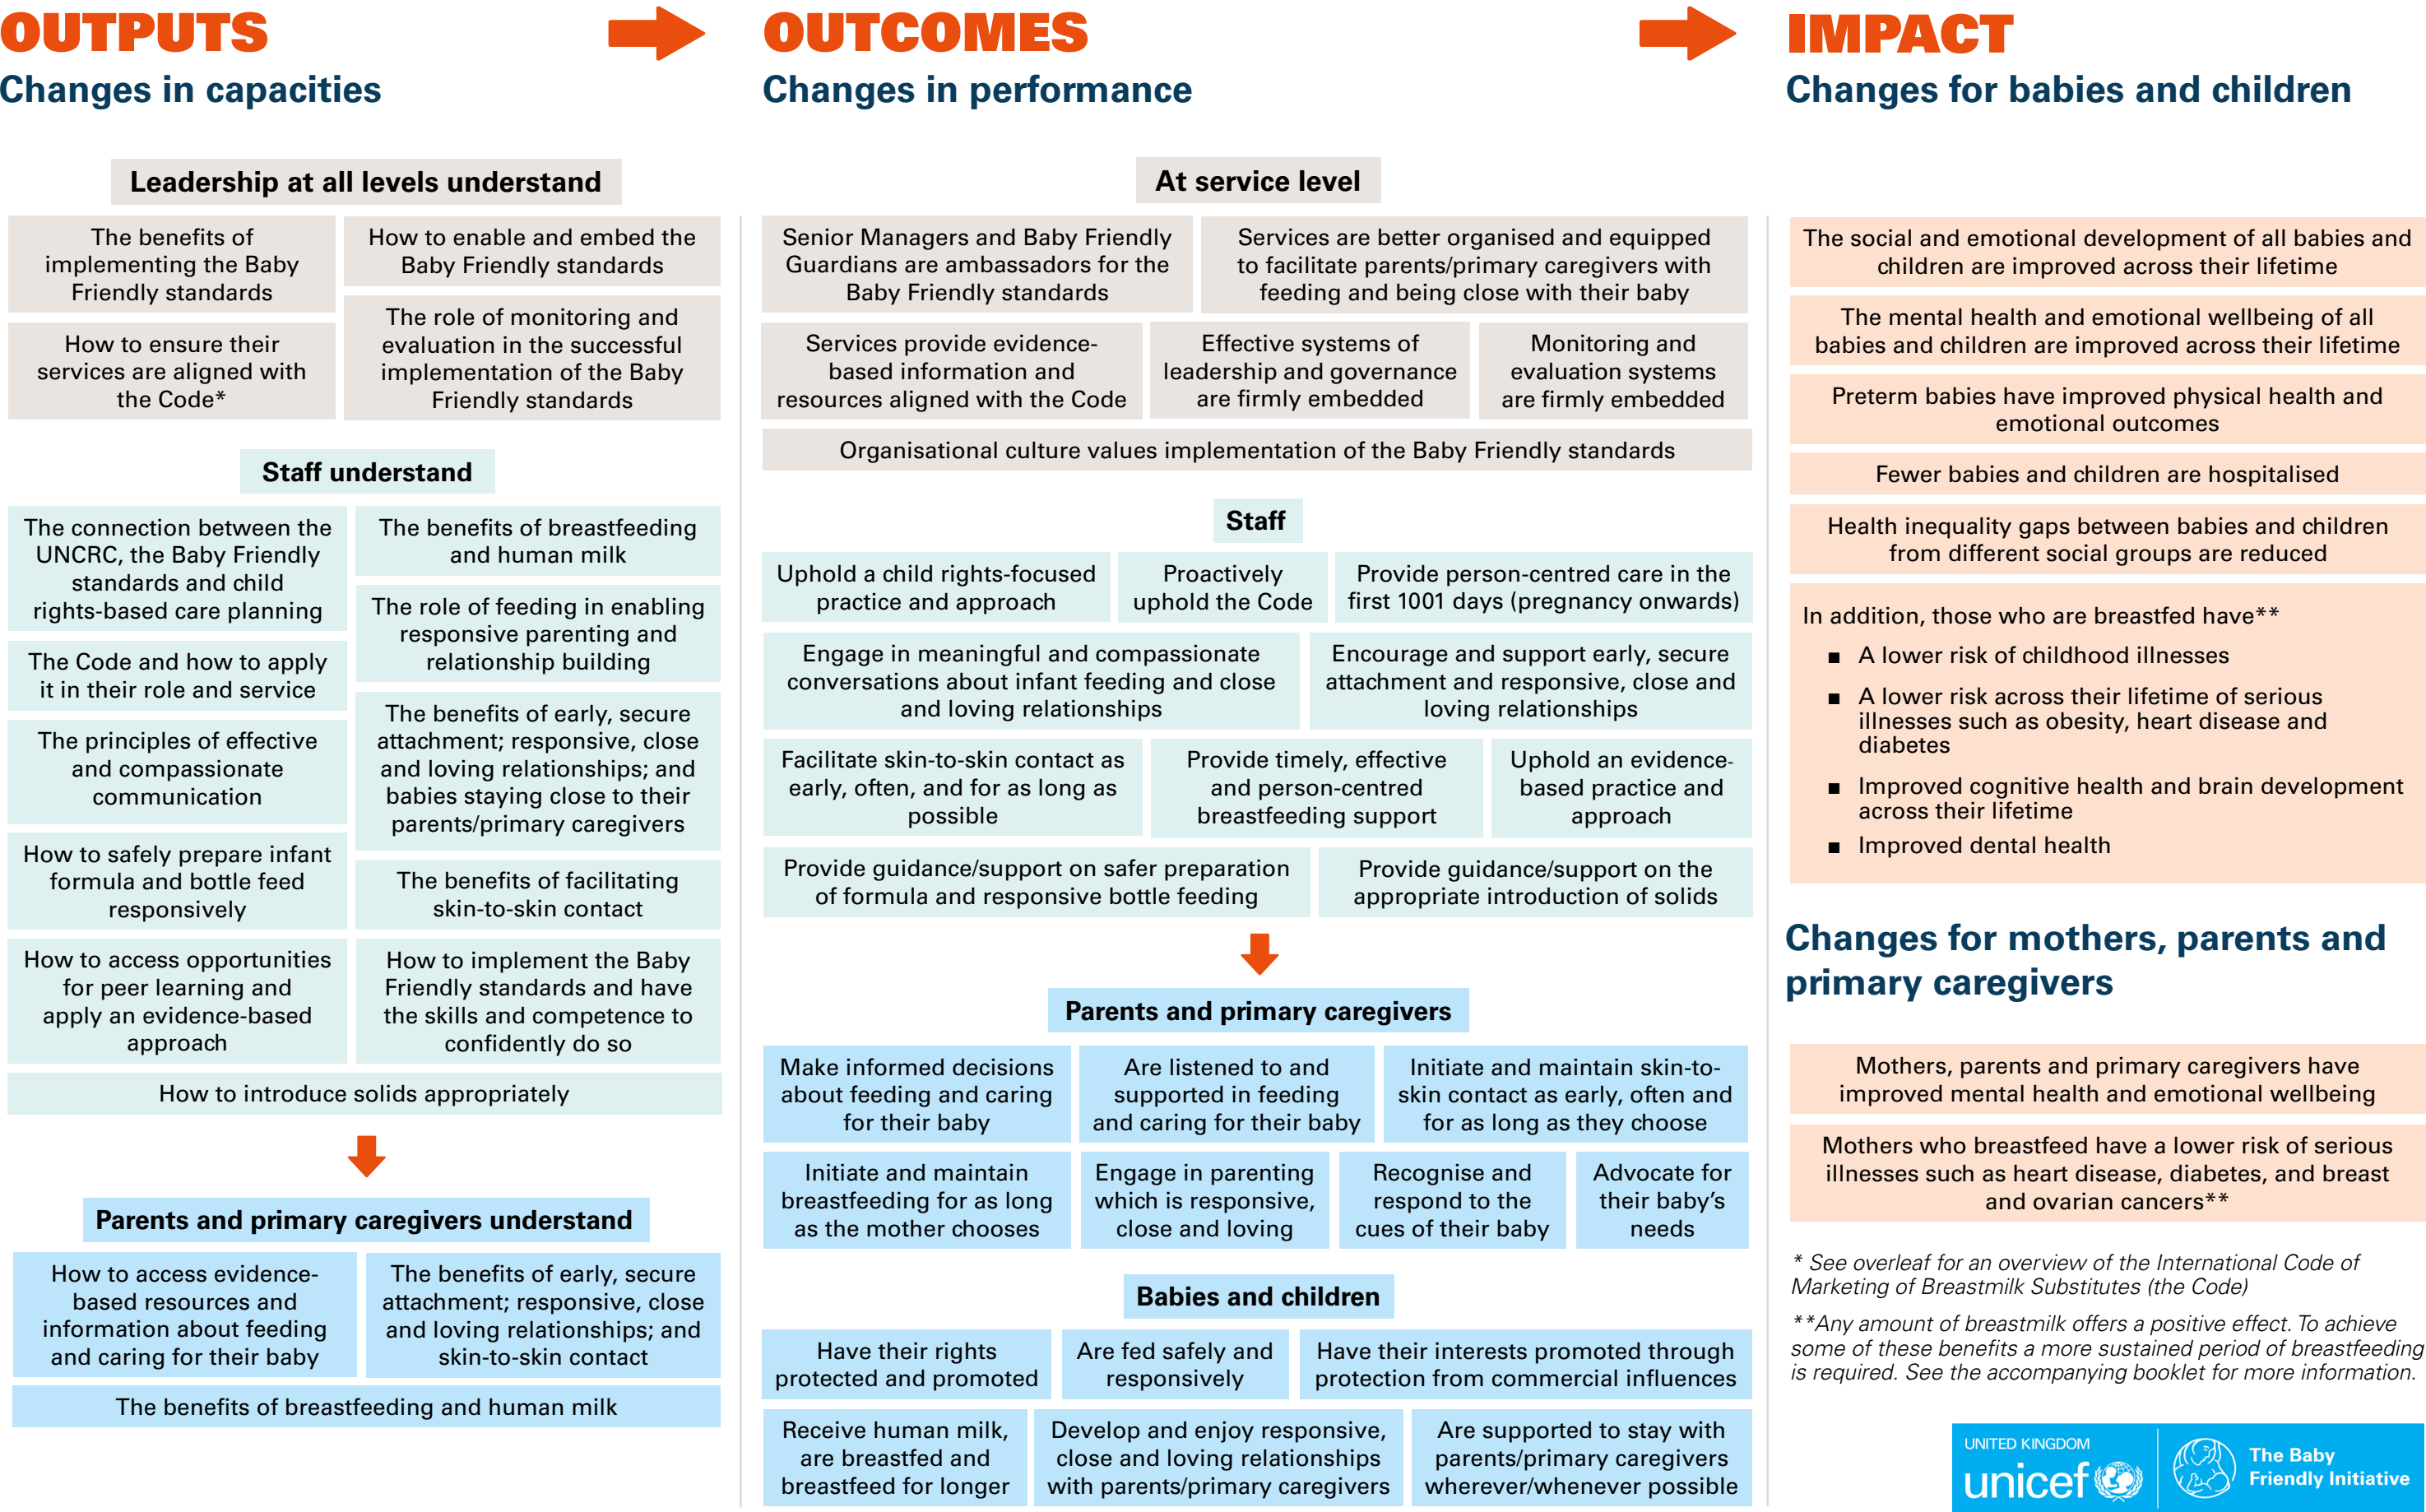 OUTPUTS
Changes in capacities
Leadership at all levels understand
The benefits of
implementing the Baby
Friendly standards
How to enable and embed the
Baby Friendly standards
How to ensure their
services are aligned with
the Code*
The role of monitoring and
evaluation in the successful
implementation of the Baby
Friendly standards
Staff understand
The connection between the
UNCRC, the Baby Friendly
standards and child
rights-based care planning
The benefits of breastfeeding
and human milk
The role of feeding in enabling
responsive parenting and
relationship building
The Code and how to apply
it in their role and service
The benefits of early, secure
attachment; responsive, close
and loving relationships; and
babies staying close to their
parents/primary caregivers
The principles of effective
and compassionate
communication
How to safely prepare infant
formula and bottle feed
responsively
The benefits of facilitating
skin-to-skin contact
How to access opportunities
for peer learning and
apply an evidence-based
approach
How to implement the Baby
Friendly standards and have
the skills and competence to
confidently do so
How to introduce solids appropriately
Parents and primary caregivers understand
How to access evidence-
based resources and
information about feeding
and caring for their baby
The benefits of early, secure
attachment; responsive, close
and loving relationships; and
skin-to-skin contact
The benefits of breastfeeding and human milk
OUTCOMES
Changes in performance
At service level
Senior Managers and Baby Friendly
Guardians are ambassadors for the
Baby Friendly standards
Services are better organised and equipped
to facilitate parents/primary caregivers with
feeding and being close with their baby
Services provide evidence-
based information and
resources aligned with the Code
Effective systems of
leadership and governance
are firmly embedded
Monitoring and
evaluation systems
are firmly embedded
Organisational culture values implementation of the Baby Friendly standards
Staff
Uphold a child rights-focused
practice and approach
Proactively
uphold the Code
Provide person-centred care in the
first 1001 days (pregnancy onwards)
Engage in meaningful and compassionate
conversations about infant feeding and close
and loving relationships
Encourage and support early, secure
attachment and responsive, close and
loving relationships
Facilitate skin-to-skin contact as
early, often, and for as long as
possible
Provide timely, effective
and person-centred
breastfeeding support
Uphold an evidence-
based practice and
approach
Provide guidance/support on safer preparation
of formula and responsive bottle feeding
Provide guidance/support on the
appropriate introduction of solids
Parents and primary caregivers
Make informed decisions
about feeding and caring
for their baby
Are listened to and
supported in feeding
and caring for their baby
Initiate and maintain skin-to-
skin contact as early, often and
for as long as they choose
Initiate and maintain
breastfeeding for as long
as the mother chooses
Engage in parenting
which is responsive,
close and loving
Recognise and
respond to the
cues of their baby
Advocate for
their baby's
needs
Babies and children
Have their rights
protected and promoted
Are fed safely and
responsively
Have their interests promoted through
protection from commercial influences
Receive human milk,
are breastfed and
breastfeed for longer
Develop and enjoy responsive,
close and loving relationships
with parents/primary caregivers
Are supported to stay with
parents/primary caregivers
wherever/whenever possible
IMPACT
Changes for babies and children
The social and emotional development of all babies and
children are improved across their lifetime
The mental health and emotional wellbeing of all
babies and children are improved across their lifetime
Preterm babies have improved physical health and
emotional outcomes
Fewer babies and children are hospitalised
Health inequality gaps between babies and children
from different social groups are reduced
In addition, those who are breastfed have**
■ A lower risk of childhood illnesses
■ A lower risk across their lifetime of serious
illnesses such as obesity, heart disease and
diabetes
■ Improved cognitive health and brain development
across their lifetime
■ Improved dental health
Changes for mothers, parents and
primary caregivers
Mothers, parents and primary caregivers have
improved mental health and emotional wellbeing
Mothers who breastfeed have a lower risk of serious
illnesses such as heart disease, diabetes, and breast
and ovarian cancers**
* See overleaf for an overview of the International Code of
Marketing of Breastmilk Substitutes (the Code)
**Any amount of breastmilk offers a positive effect. To achieve
some of these benefits a more sustained period of breastfeeding
is required. See the accompanying booklet for more information.
UNITED KINGDOM
unicef
The Baby
Friendly Initiative